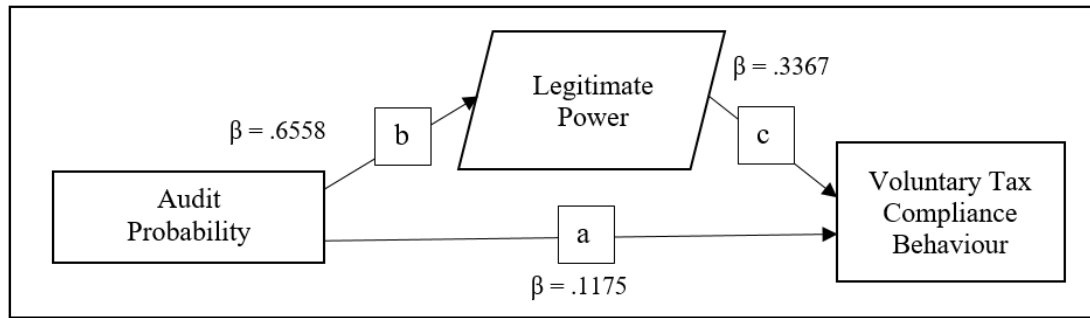 Legitimate
Power
β = .3367
β = .6558
b
c
Audit
Probability
Voluntary Tax
Compliance
Behaviour
a
β = .1175